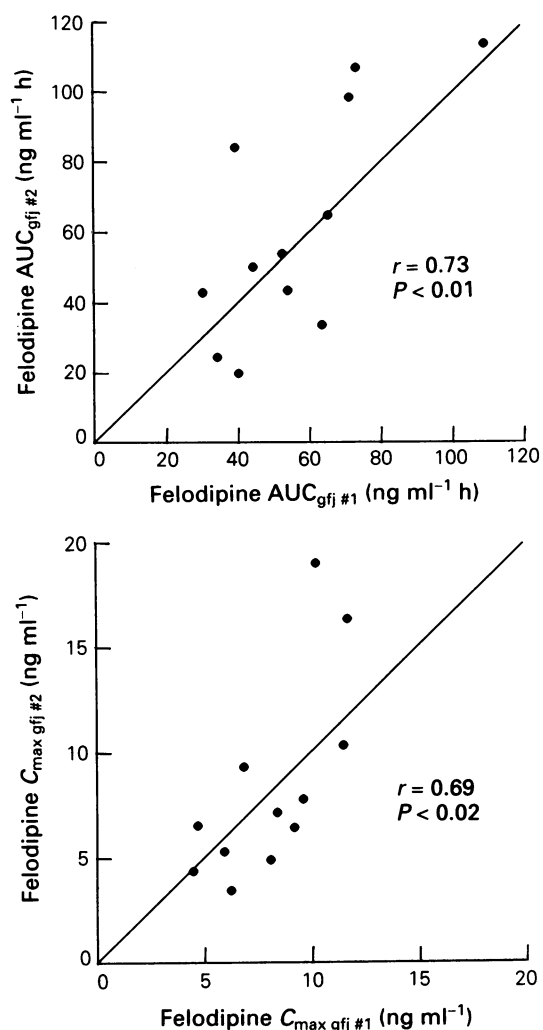 120
100
80
60
40
20
0
Felodipine AUCgfj #2 (ng ml⁻¹ h)
r = 0.73
P < 0.01
0 20 40 60 80 100 120
Felodipine AUCgfj #1 (ng ml⁻¹ h)
20
15
10
5
0
Felodipine Cmax gfj #2 (ng ml⁻¹)
r = 0.69
P < 0.02
0 5 10 15 20
Felodipine Cmax gfj #1 (ng ml⁻¹)